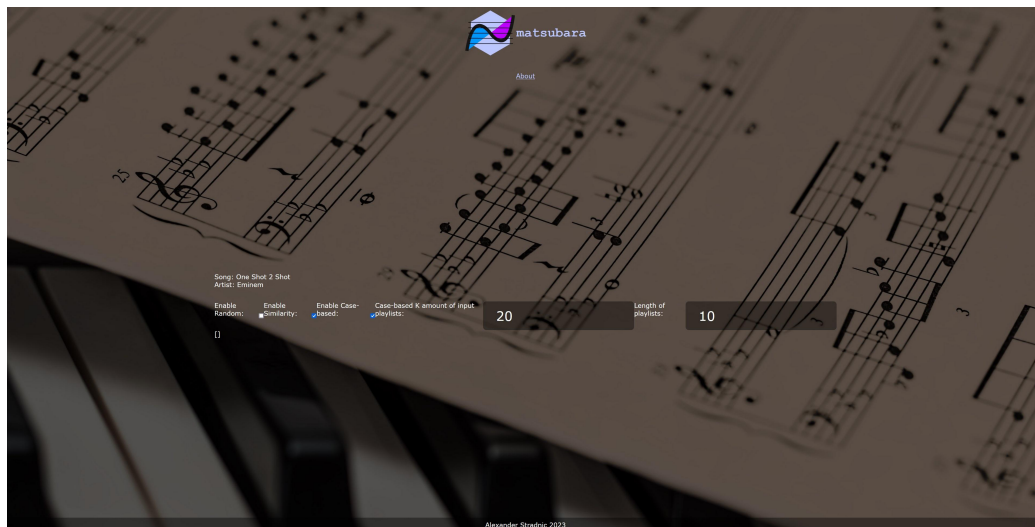 matsubara
About
25
Song: One Shot 2 Shot
Artist: Eminem
Enable Random:
Enable Similarity:
Enable Case-based:
Case-based K amount of input playlists:
20
Length of playlists:
10
[]
Alexander Stradnic 2023